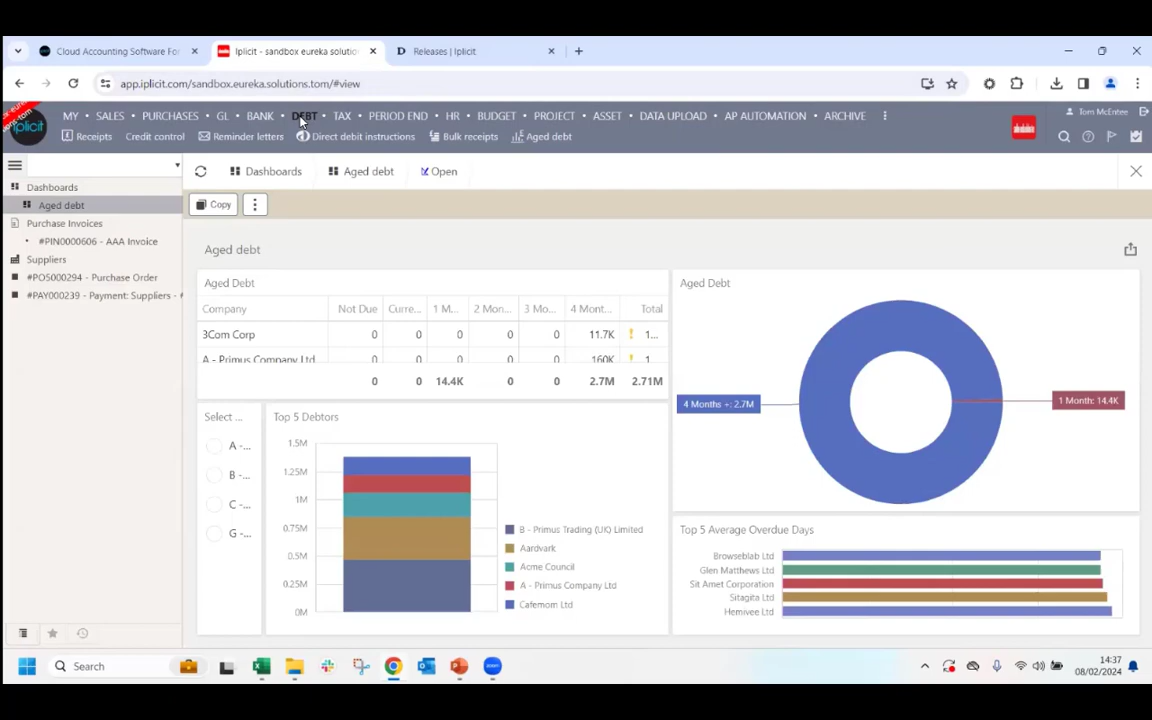 Cloud Accounting Software For
Iplicit - sandbox eureka solutio
Releases | Iplicit
app.iplicit.com/sandbox.eureka.solutions.tom/#view
MY • SALES • PURCHASES • GL • BANK • DEBT • TAX • PERIOD END • HR • BUDGET • PROJECT • ASSET • DATA UPLOAD • AP AUTOMATION • ARCHIVE
Tom McEntee
iplicit
Receipts Credit control Reminder letters Direct debit instructions Bulk receipts Aged debt
Dashboards Aged debt Open
Dashboards
Aged debt
Purchase Invoices
#PIN0000606 - AAA Invoice
Suppliers
#POS000294 - Purchase Order
#PAY000239 - Payment: Suppliers - #
Copy
Aged debt
Aged Debt
Company Not Due Curre... 1 M... 2 Mon... 3 Mo... 4 Mont... Total
3Com Corp 0 0 0 0 0 11.7K 1...
A - Primus Company Ltd 0 0 0 0 0 160K 1
0 0 14.4K 0 0 2.7M 2.71M
Aged Debt
4 Months +: 2.7M
1 Month: 14.4K
Select ...
A -...
B -...
C -...
G -...
Top 5 Debtors
1.5M
1.25M
1M
0.75M
0.5M
0.25M
0M
B - Primus Trading (UK) Limited
Aardvark
Acme Council
A - Primus Company Ltd
Cafemom Ltd
Top 5 Average Overdue Days
Browseblab Ltd
Glen Matthews Ltd
Sit Amet Corporation
Sitagita Ltd
Hemivee Ltd
Search
14:37
08/02/2024